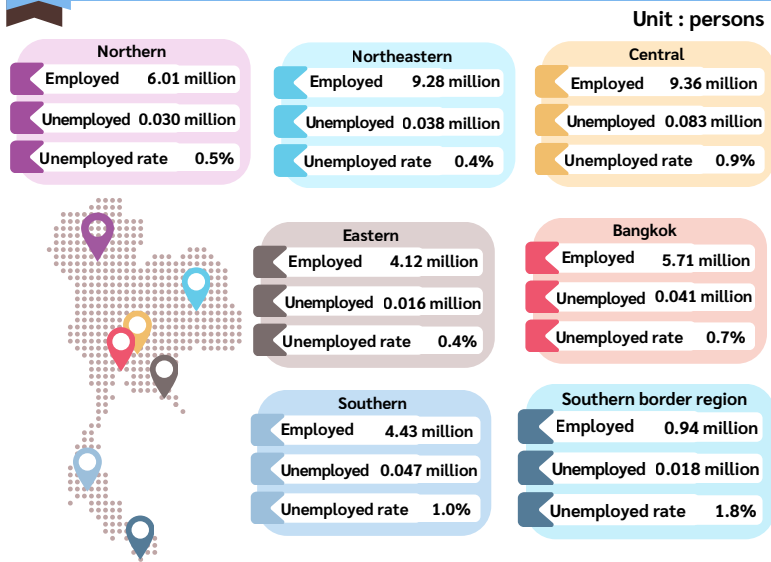 Unit : persons
Northern
Employed 6.01 million
Unemployed 0.030 million
Unemployed rate 0.5%
Northeastern
Employed 9.28 million
Unemployed 0.038 million
Unemployed rate 0.4%
Central
Employed 9.36 million
Unemployed 0.083 million
Unemployed rate 0.9%
Eastern
Employed 4.12 million
Unemployed 0.016 million
Unemployed rate 0.4%
Bangkok
Employed 5.71 million
Unemployed 0.041 million
Unemployed rate 0.7%
Southern
Employed 4.43 million
Unemployed 0.047 million
Unemployed rate 1.0%
Southern border region
Employed 0.94 million
Unemployed 0.018 million
Unemployed rate 1.8%